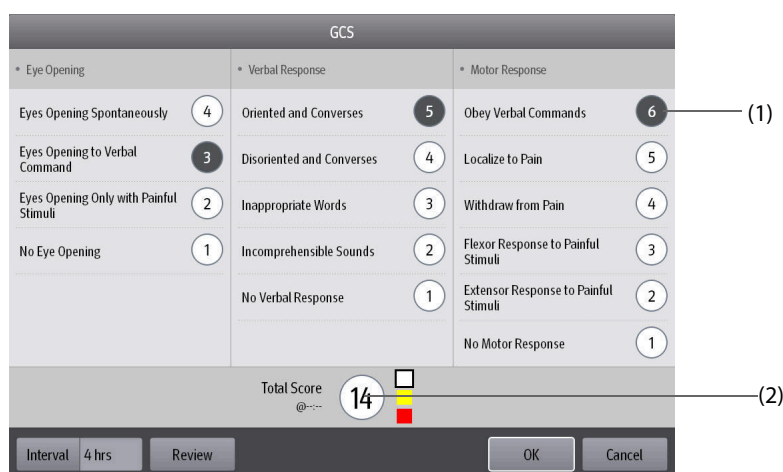 GCS
• Eye Opening
Eyes Opening Spontaneously 4
Eyes Opening to Verbal
Command 3
Eyes Opening Only with Painful
Stimuli 2
No Eye Opening 1
• Verbal Response
Oriented and Converses 5
Disoriented and Converses 4
Inappropriate Words 3
Incomprehensible Sounds 2
No Verbal Response 1
• Motor Response
Obey Verbal Commands 6 (1)
Localize to Pain 5
Withdraw from Pain 4
Flexor Response to Painful
Stimuli 3
Extensor Response to Painful
Stimuli 2
No Motor Response 1
Total Score
@--:--
14 (2)
Interval 4 hrs Review OK Cancel